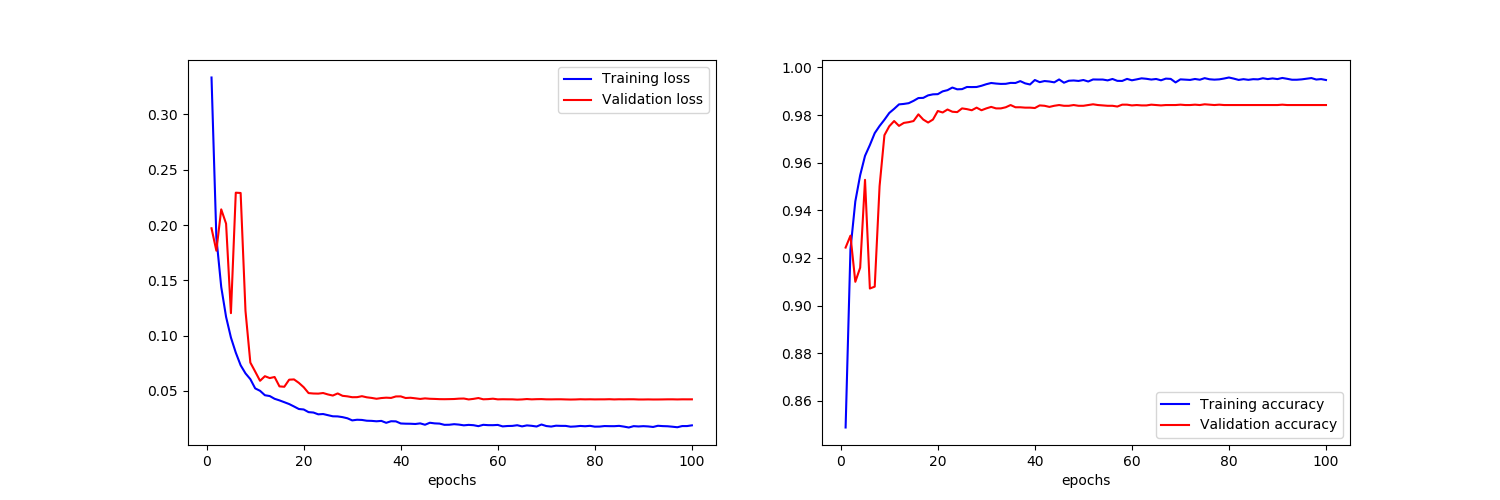 Training loss
Validation loss
0.30
0.25
0.20
0.15
0.10
0.05
0 20 40 60 80 100
epochs
1.00
0.98
0.96
0.94
0.92
0.90
0.88
0.86
Training accuracy
Validation accuracy
0 20 40 60 80 100
epochs